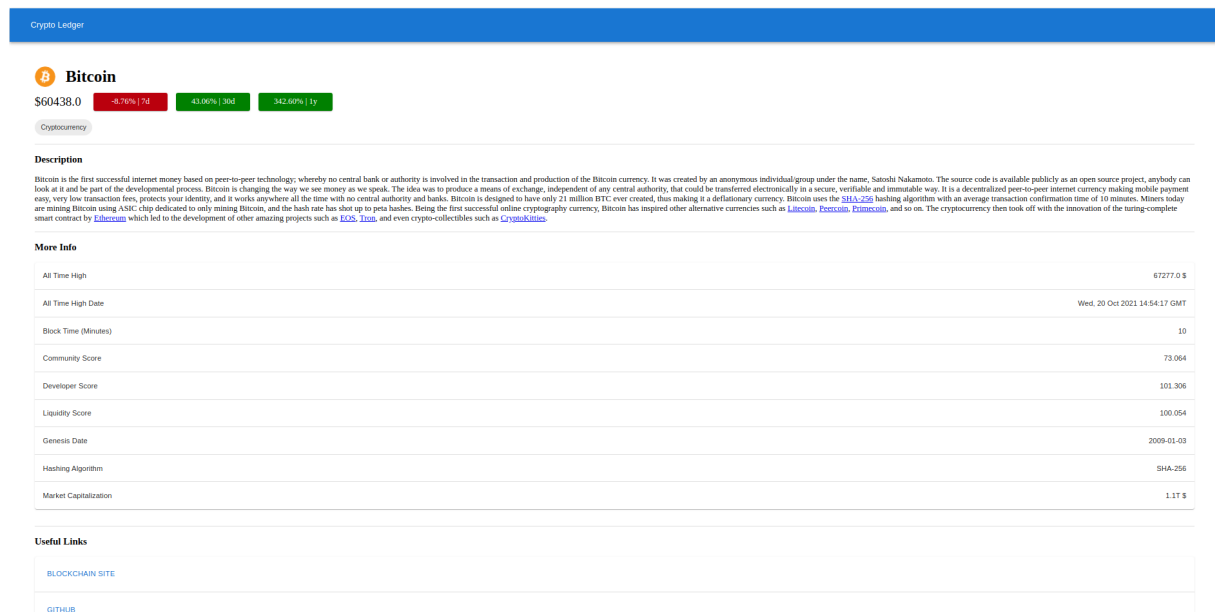 Crypto Ledger
Bitcoin
$60438.0 -8.76% | 7d 43.06% | 30d 342.60% | 1y
Cryptocurrency
Description
Bitcoin is the first successful internet money based on peer-to-peer technology; whereby no central bank or authority is involved in the transaction and production of the Bitcoin currency. It was created by an anonymous individual/group under the name, Satoshi Nakamoto. The source code is available publicly as an open source project, anybody can
look at it and be part of the developmental process. Bitcoin is changing the way we see money as we speak. The idea was to produce a means of exchange, independent of any central authority, that could be transferred electronically in a secure, verifiable and immutable way. It is a decentralized peer-to-peer internet currency making mobile payment
easy, very low transaction fees, protects your identity, and it works anywhere all the time with no central authority and banks. Bitcoin is designed to have only 21 million BTC ever created, thus making it a deflationary currency. Bitcoin uses the SHA-256 hashing algorithm with an average transaction confirmation time of 10 minutes. Miners today
are mining Bitcoin using ASIC chip dedicated to only mining Bitcoin, and the hash rate has shot up to peta hashes. Being the first successful online cryptography currency, Bitcoin has inspired other alternative currencies such as Litecoin, Peercoin, Primecoin, and so on. The cryptocurrency then took off with the innovation of the turing-complete
smart contract by Ethereum which led to the development of other amazing projects such as EOS, Tron, and even crypto-collectibles such as CryptoKitties.
More Info
All Time High 67277.0 $
All Time High Date Wed, 20 Oct 2021 14:54:17 GMT
Block Time (Minutes) 10
Community Score 73.064
Developer Score 101.306
Liquidity Score 100.054
Genesis Date 2009-01-03
Hashing Algorithm SHA-256
Market Capitalization 1.1T $
Useful Links
BLOCKCHAIN SITE
GITHUB